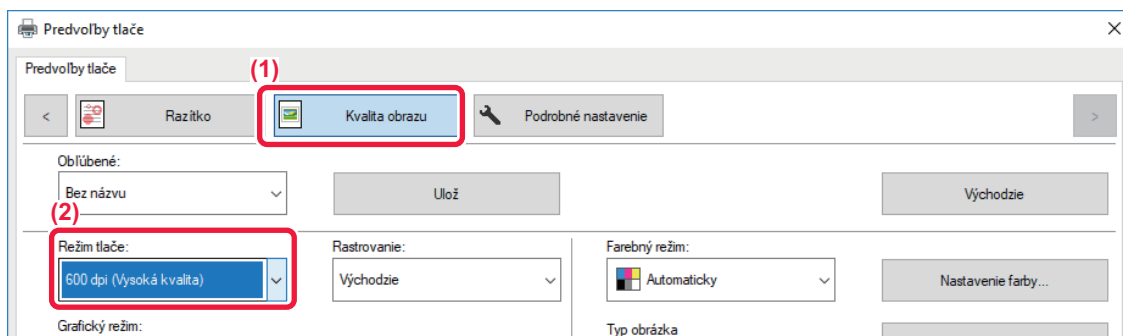 Predvoľby tlače
Predvoľby tlače
(1)
< Razítko Kvalita obrazu Podrobné nastavenie >
Obľúbené:
Bez názvu Ulož Východzie
(2)
Režim tlače: Rastrovanie: Farebný režim:
600 dpi (Vysoká kvalita) Východzie Automaticky Nastavenie farby...
Grafický režim: Typ obrázka